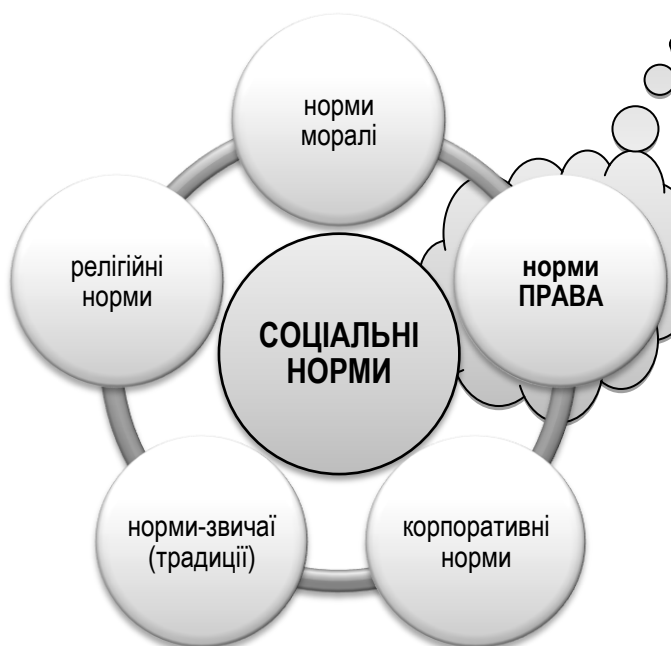 норми
моралі
релігійні
норми
норми
ПРАВА
СОЦІАЛЬНІ
НОРМИ
норми-звичаї
(традиції)
корпоративні
норми